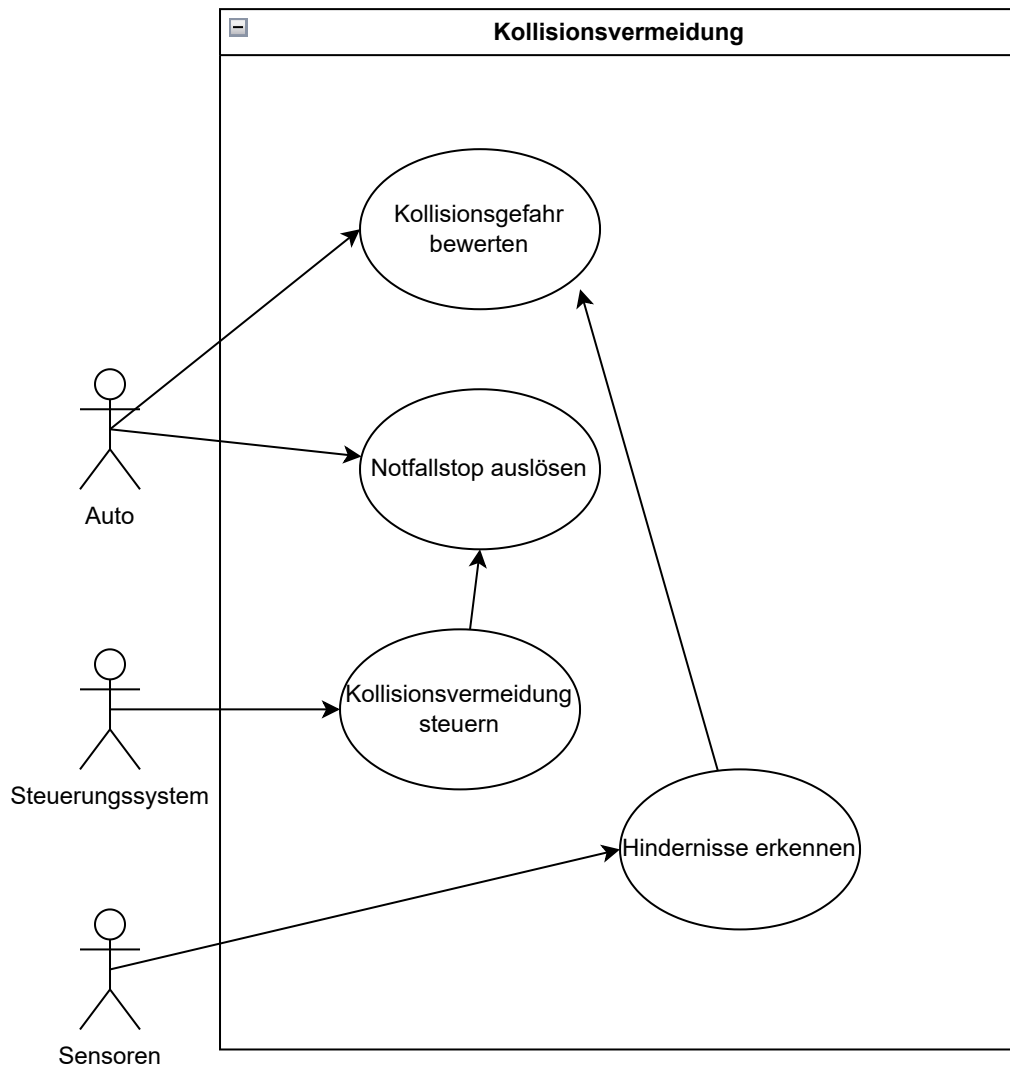 Kollisionsvermeidung
Kollisionsgefahr
bewerten
Notfallstop auslösen
Auto
Kollisionsvermeidung
steuern
Steuerungssystem
Hindernisse erkennen
Sensoren